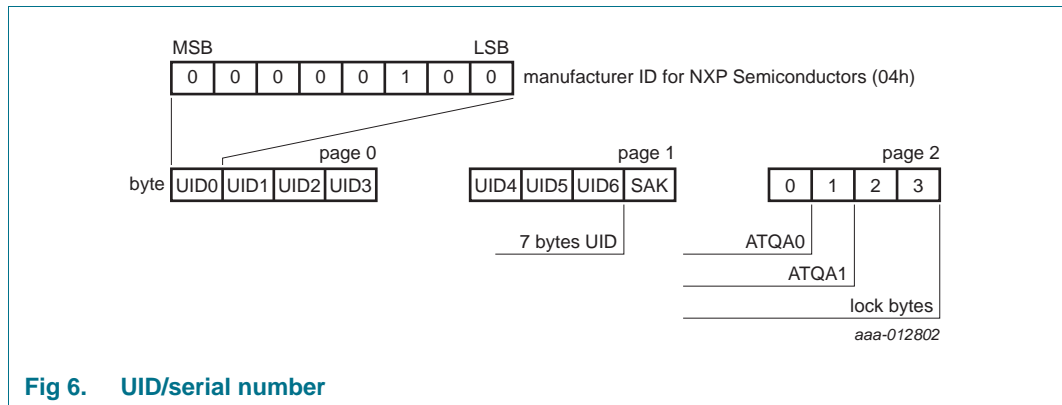 MSB LSB
0 0 0 0 0 1 0 0 manufacturer ID for NXP Semiconductors (04h)
page 0 page 1 page 2
byte UID0 UID1 UID2 UID3 UID4 UID5 UID6 SAK 0 1 2 3
7 bytes UID ATQA0
ATQA1
lock bytes
aaa-012802
Fig 6. UID/serial number